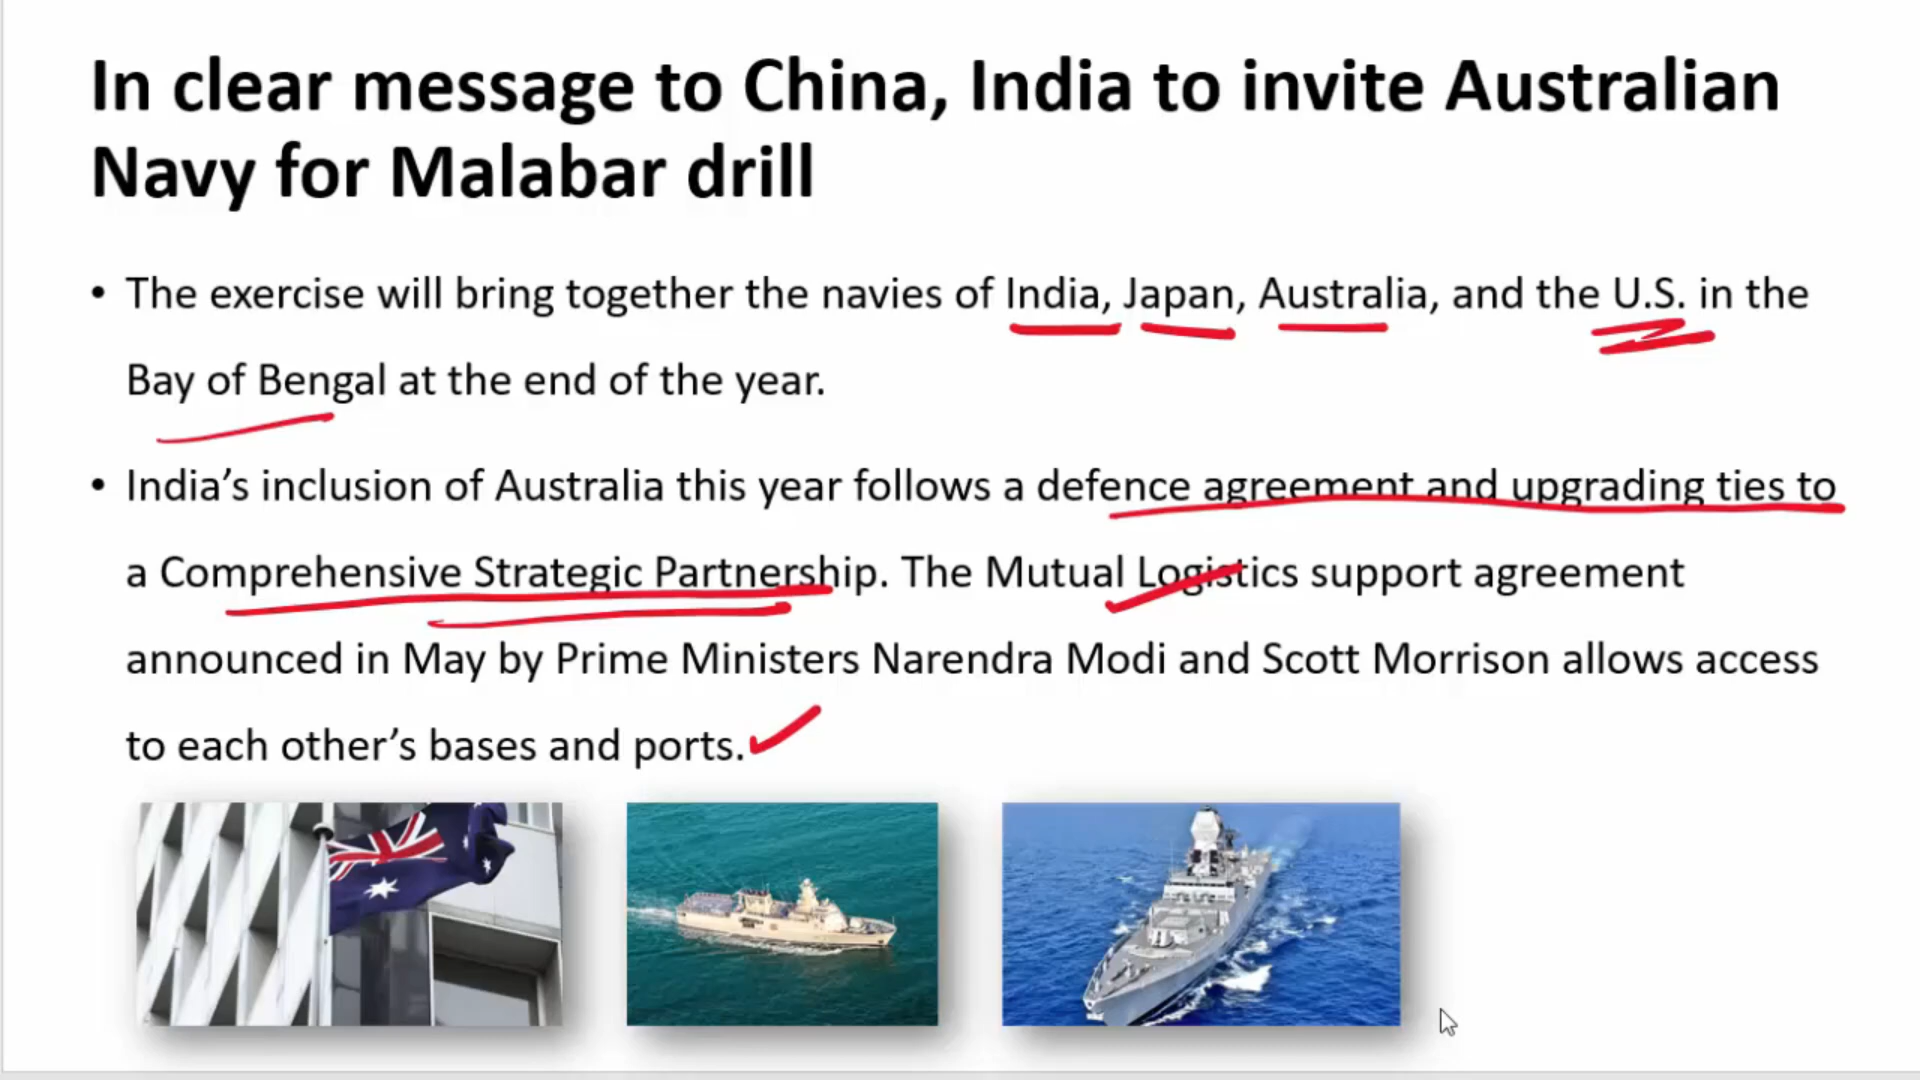 In clear message to China, India to invite Australian
Navy for Malabar drill
• The exercise will bring together the navies of India, Japan, Australia, and the U.S. in the
Bay of Bengal at the end of the year.
• India’s inclusion of Australia this year follows a defence agreement and upgrading ties to
a Comprehensive Strategic Partnership. The Mutual Logistics support agreement
announced in May by Prime Ministers Narendra Modi and Scott Morrison allows access
to each other’s bases and ports.